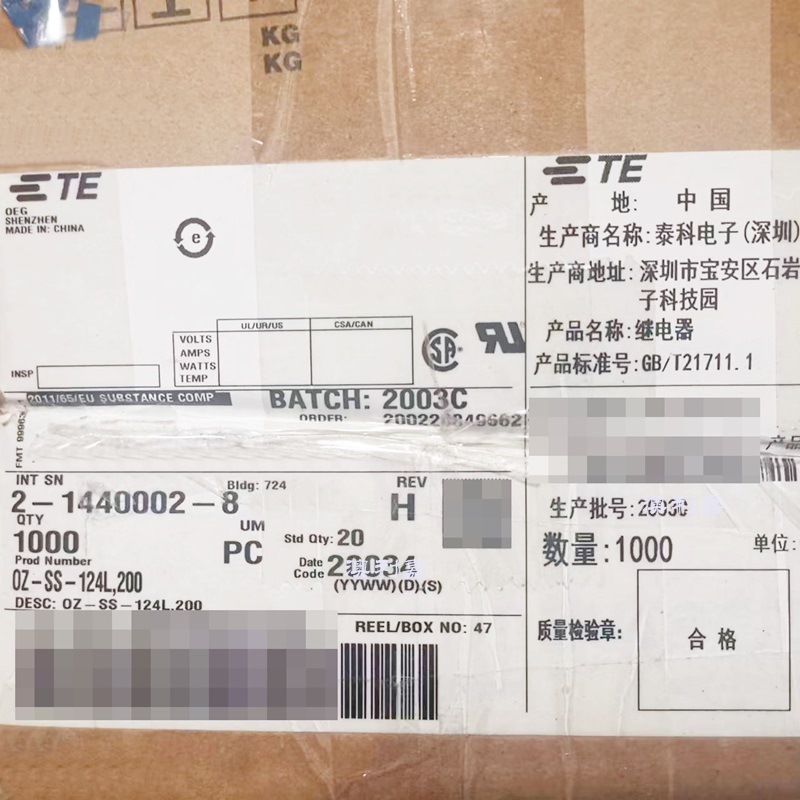 KG
KG
TE
OEG
SHENZHEN
MADE IN: CHINA
e
UL/UR/US
CSA/CAN
VOLTS
AMPS
WATTS
TEMP
INSP
2011/65/EU SUBSTANCE COMP
BATCH: 2003C
ORDER:
INT SN
2-1440002-8
Bldg: 724
REV
H
QTY
1000
UM
PC
Std Qty: 20
Prod Number
OZ-SS-124L,200
Date
Code
(YYWW)(D).(S)
DESC: OZ-SS-124L,200
REEL/BOX NO: 47
TE
产 地: 中国
生产商名称:泰科电子(深圳)
生产商地址:深圳市宝安区石岩
子科技园
产品名称:继电器
产品标准号:GB/T21711.1
产品
生产批号:
数量:1000
单位:
质量检验章:
合格